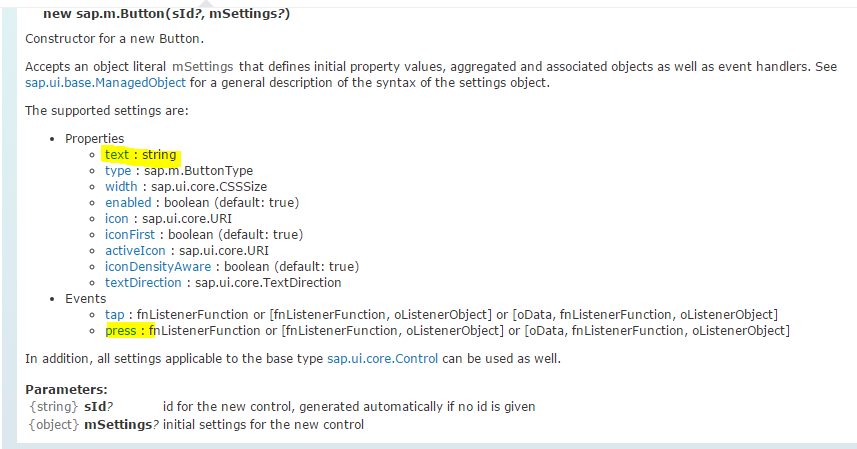 new sap.m.Button(sId?, mSettings?)
Constructor for a new Button.
Accepts an object literal mSettings that defines initial property values, aggregated and associated objects as well as event handlers. See
sap.ui.base.ManagedObject for a general description of the syntax of the settings object.
The supported settings are:
• Properties
◦ text : string
◦ type : sap.m.ButtonType
◦ width : sap.ui.core.CSSSize
◦ enabled : boolean (default: true)
◦ icon : sap.ui.core.URI
◦ iconFirst : boolean (default: true)
◦ activeIcon : sap.ui.core.URI
◦ iconDensityAware : boolean (default: true)
◦ textDirection : sap.ui.core.TextDirection
• Events
◦ tap : fnListenerFunction or [fnListenerFunction, oListenerObject] or [oData, fnListenerFunction, oListenerObject]
◦ press : fnListenerFunction or [fnListenerFunction, oListenerObject] or [oData, fnListenerFunction, oListenerObject]
In addition, all settings applicable to the base type sap.ui.core.Control can be used as well.
Parameters:
{string} sId? id for the new control, generated automatically if no id is given
{object} mSettings? initial settings for the new control